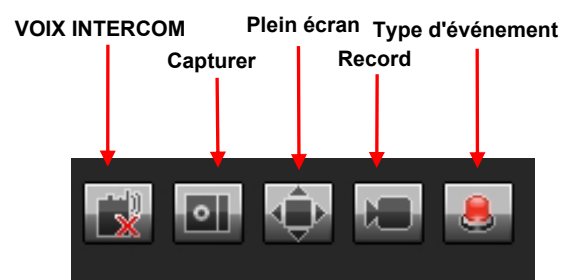 VOIX INTERCOM
Plein écran
Type d'événement
Capturer
Record